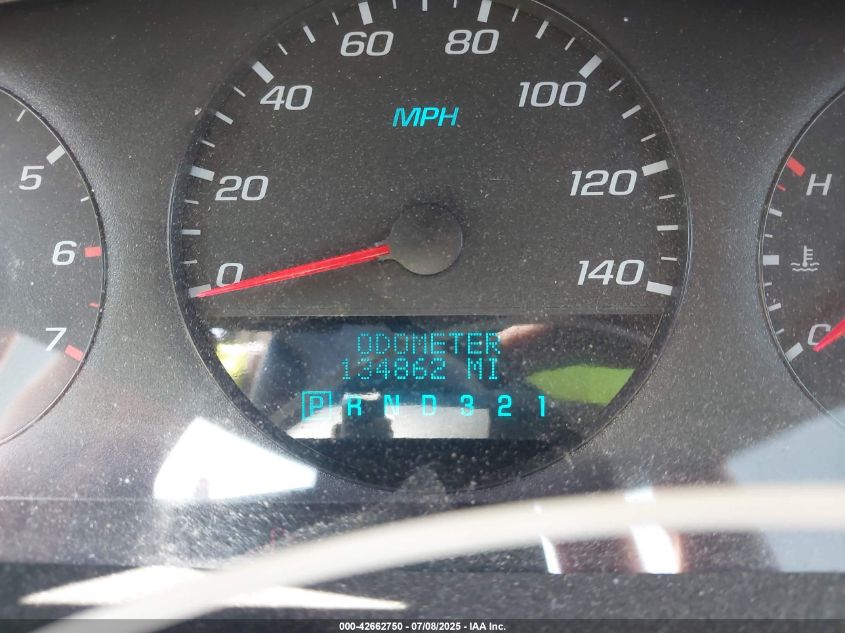 60 80
40 100
MPH
5 20 120 H
6 0 140
7 C
ODOMETER
134862 MI
P R N D 3 2 1
000-42662750 - 07/08/2025 - IAA Inc.